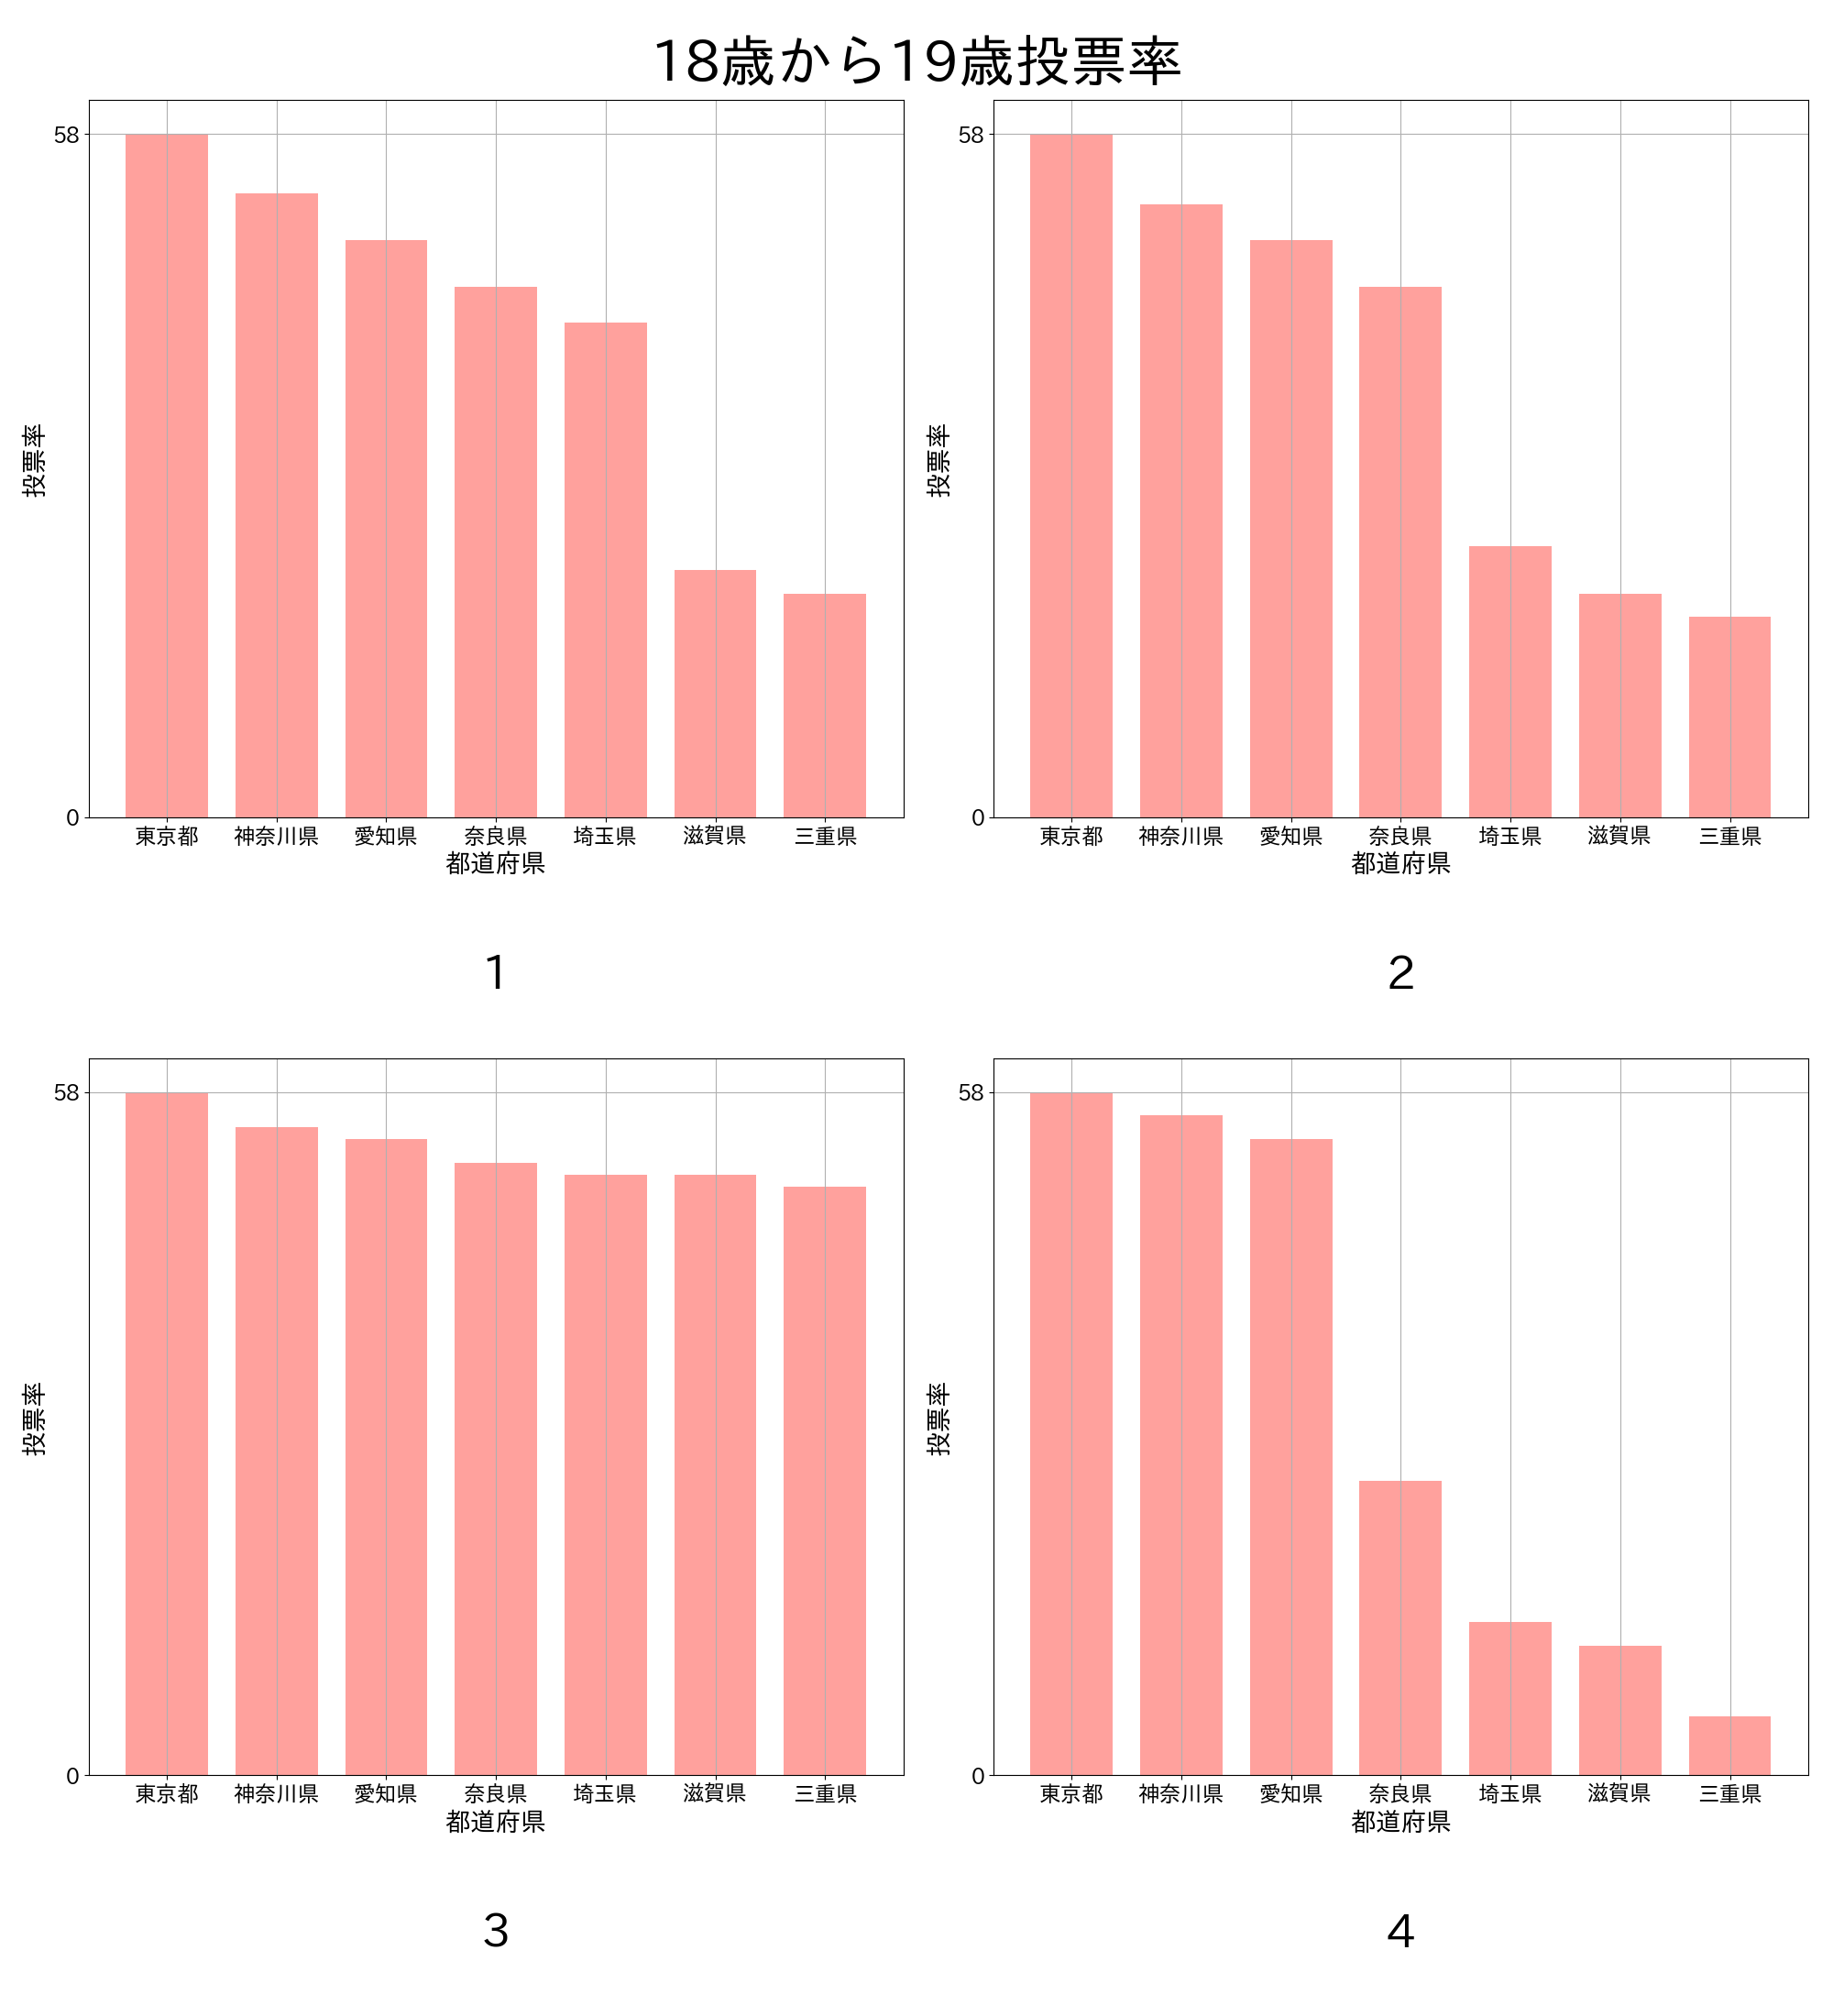 18歳から19歳投票率
58
投票率
0
東京都 神奈川県 愛知県 奈良県 埼玉県 滋賀県 三重県
都道府県
1
58
投票率
0
東京都 神奈川県 愛知県 奈良県 埼玉県 滋賀県 三重県
都道府県
2
58
投票率
0
東京都 神奈川県 愛知県 奈良県 埼玉県 滋賀県 三重県
都道府県
3
58
投票率
0
東京都 神奈川県 愛知県 奈良県 埼玉県 滋賀県 三重県
都道府県
4